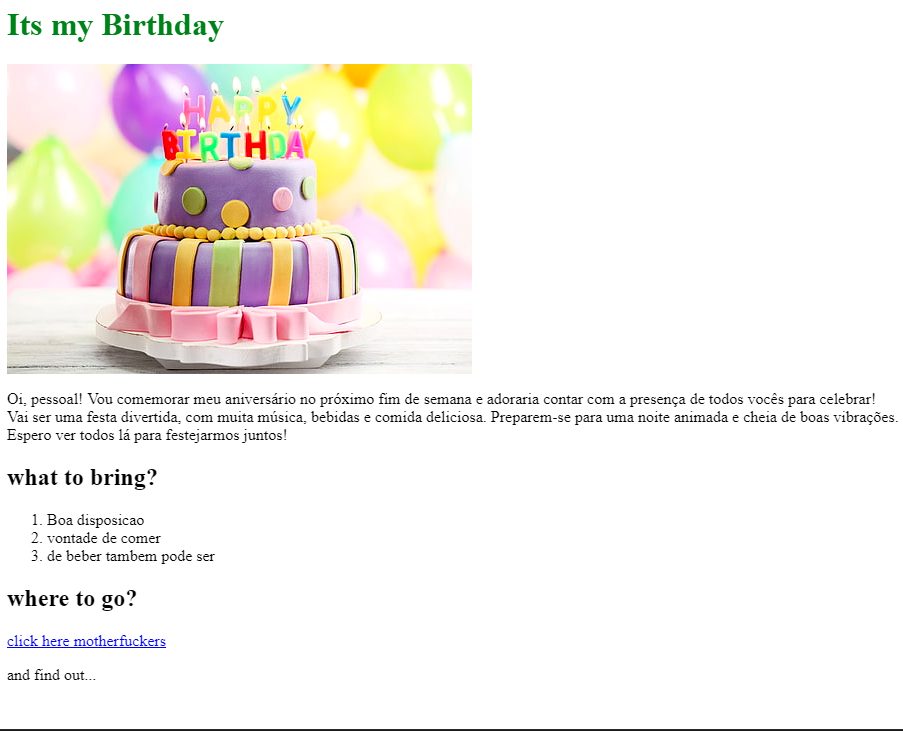 Its my Birthday
HAPPY
BIRTHDAY
Oi, pessoal! Vou comemorar meu aniversário no próximo fim de semana e adoraria contar com a presença de todos vocês para celebrar!
Vai ser uma festa divertida, com muita música, bebidas e comida deliciosa. Preparem-se para uma noite animada e cheia de boas vibrações.
Espero ver todos lá para festejarmos juntos!
what to bring?
1. Boa disposicao
2. vontade de comer
3. de beber tambem pode ser
where to go?
click here motherfuckers
and find out...